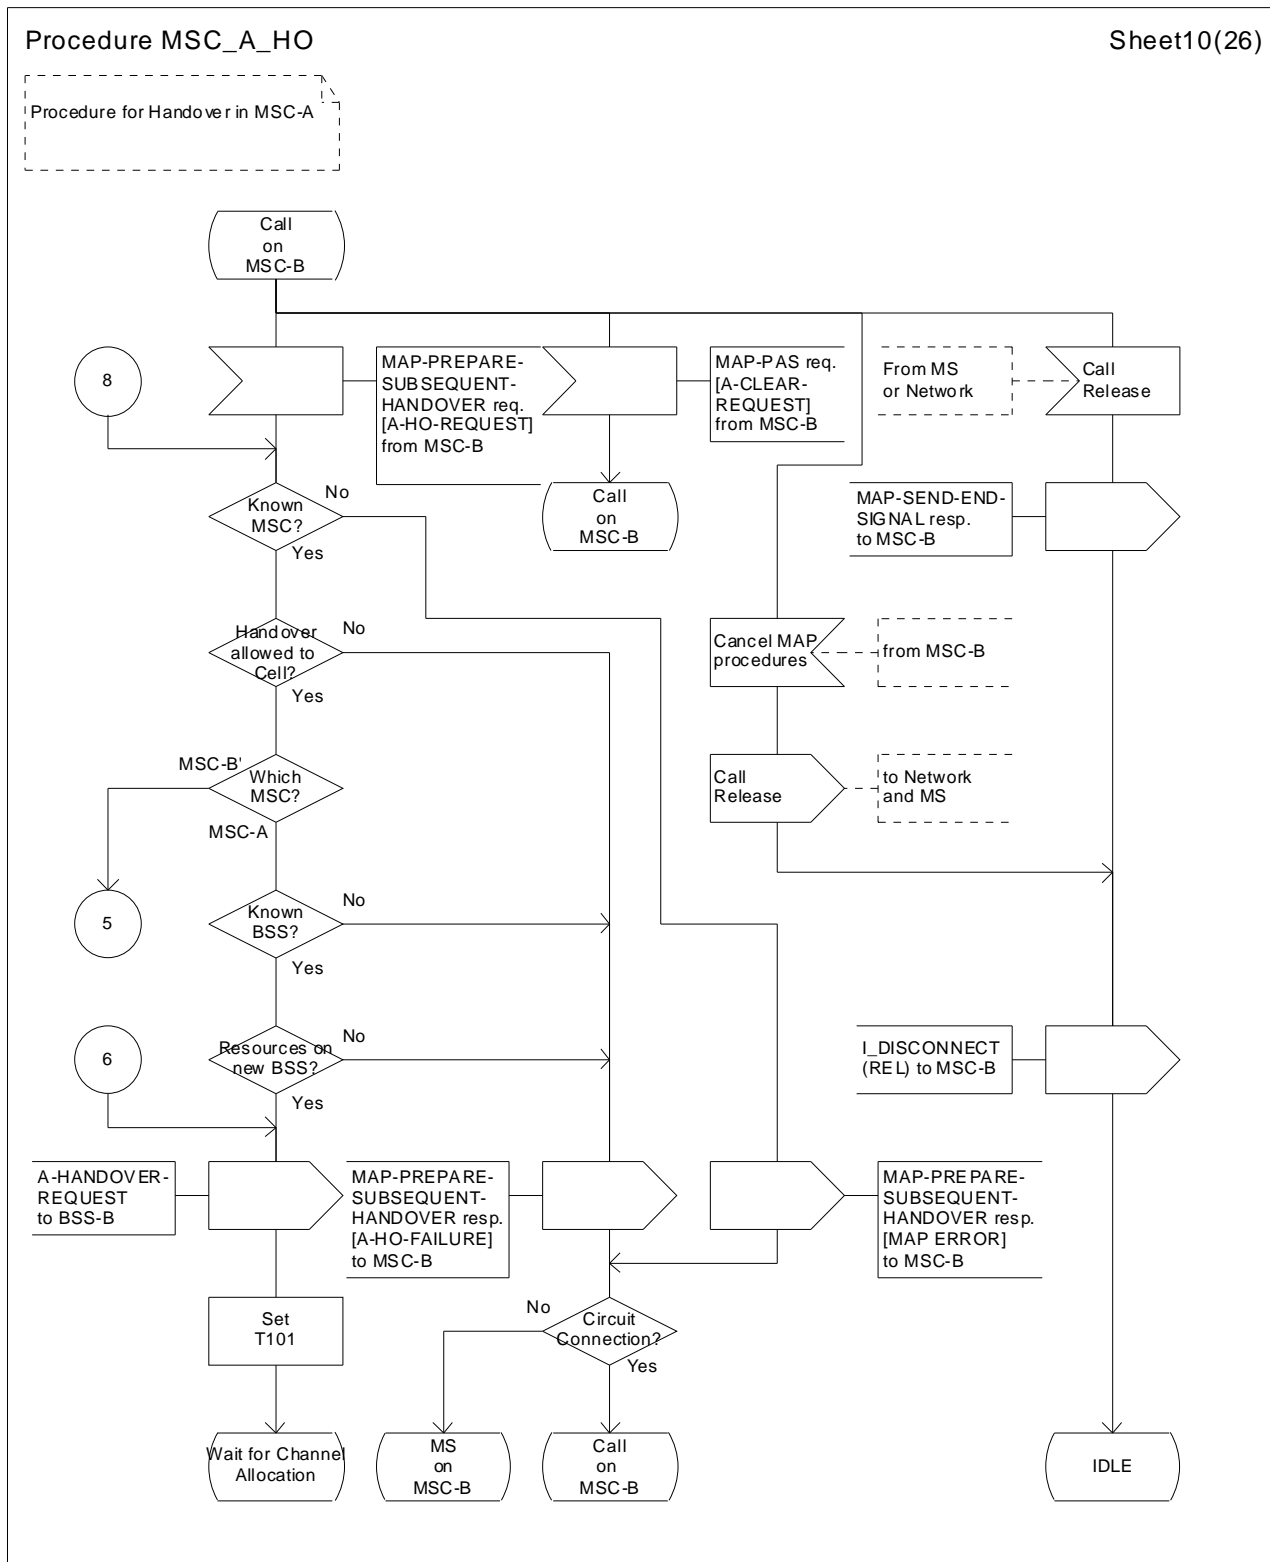 Procedure MSC_A_HO
Sheet10(26)
Procedure for Handover in MSC-A
Call
on
MSC-B
8
MAP-PREPARE-
SUBSEQUENT-
HANDOVER req.
[A-HO-REQUEST]
from MSC-B
MAP-PAS req.
[A-CLEAR-
REQUEST]
from MSC-B
From MS
or Network
Call
Release
Known
MSC?
No
Yes
Call
on
MSC-B
MAP-SEND-END-
SIGNAL resp.
to MSC-B
Handover
allowed to
Cell?
No
Yes
Cancel MAP
procedures
from MSC-B
MSC-B'
Which
MSC?
MSC-A
Call
Release
to Network
and MS
5
Known
BSS?
No
Yes
6
Resources on
new BSS?
No
Yes
I_DISCONNECT
(REL) to MSC-B
A-HANDOVER-
REQUEST
to BSS-B
MAP-PREPARE-
SUBSEQUENT-
HANDOVER resp.
[A-HO-FAILURE]
to MSC-B
MAP-PREPARE-
SUBSEQUENT-
HANDOVER resp.
[MAP ERROR]
to MSC-B
Set
T101
No
Circuit
Connection?
Yes
Wait for Channel
Allocation
MS
on
MSC-B
Call
on
MSC-B
IDLE